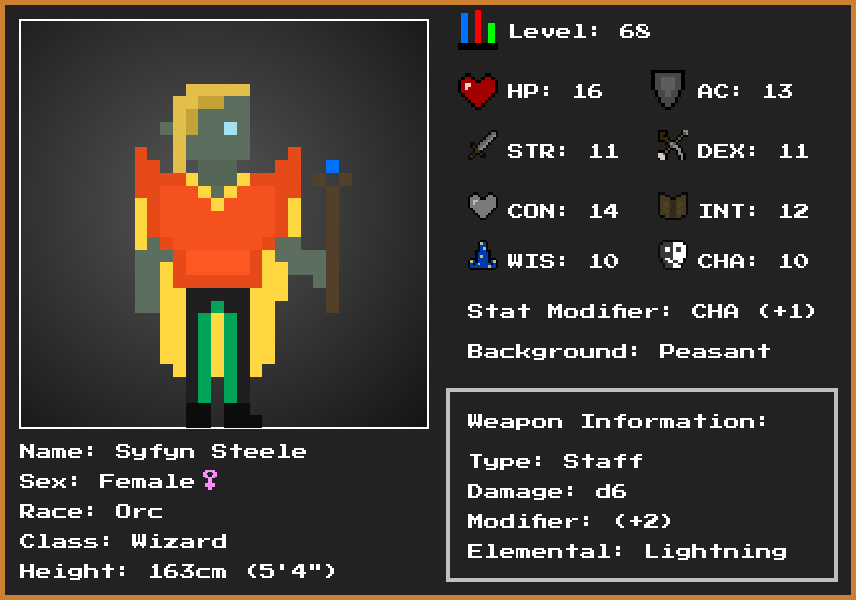 Level: 68
HP: 16 AC: 13
STR: 11 DEX: 11
CON: 14 INT: 12
WIS: 10 CHA: 10
Stat Modifier: CHA (+1)
Background: Peasant
Weapon Information:
Type: Staff
Damage: d6
Modifier: (+2)
Elemental: Lightning
Name: Syfyn Steele
Sex: Female♀
Race: Orc
Class: Wizard
Height: 163cm (5'4")